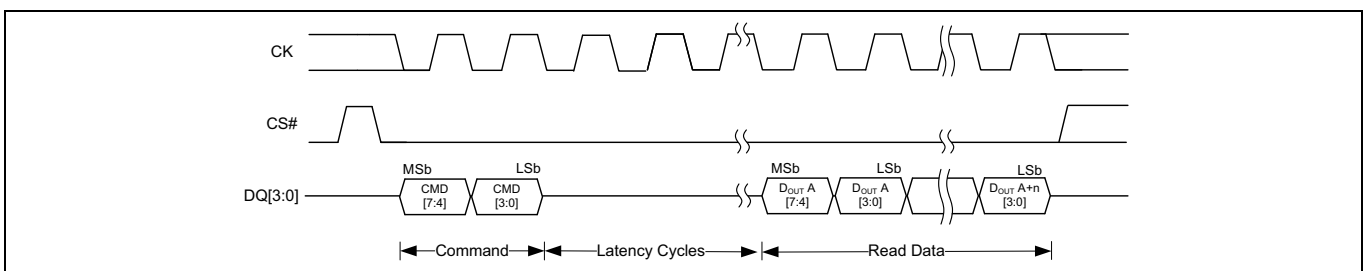 CK
CS#
MSb LSb MSb LSb LSb
DQ[3:0] CMD [7:4] CMD [3:0] DOUT A [7:4] DOUT A [3:0] DOUT A+n [3:0]
Command Latency Cycles Read Data